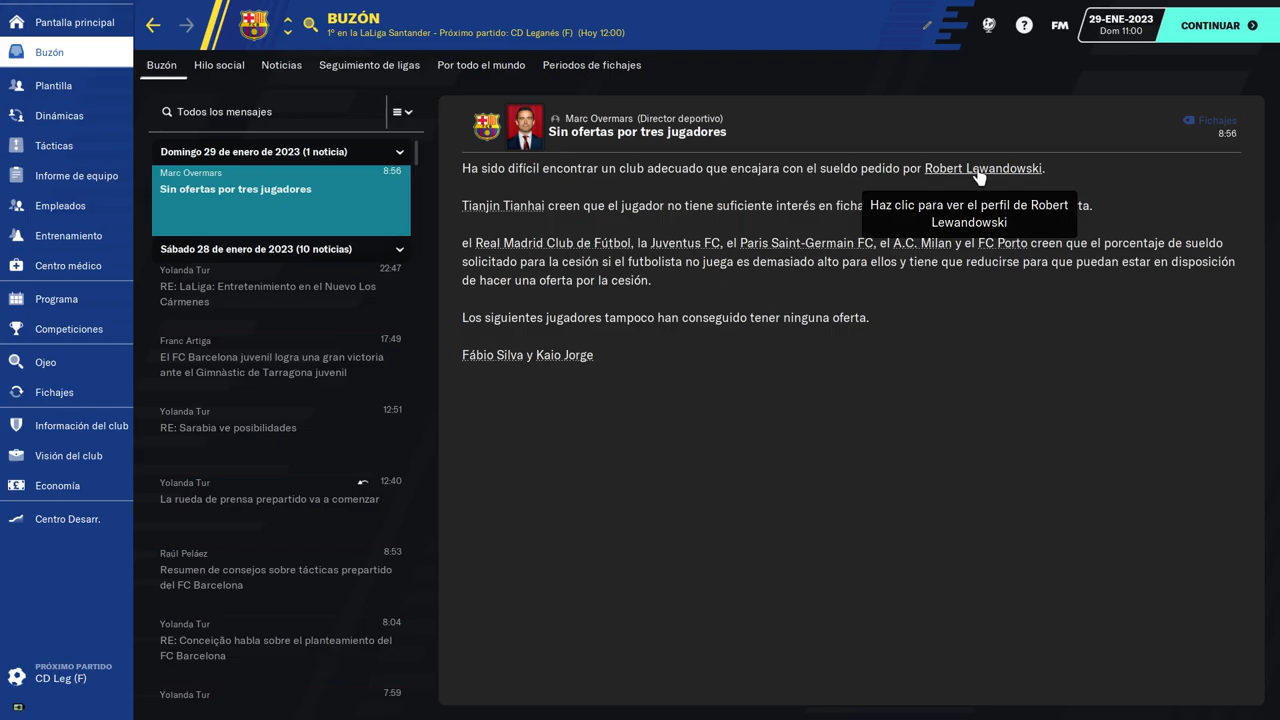 Pantalla principal
Buzón
Plantilla
Dinámicas
Tácticas
Informe de equipo
Empleados
Entrenamiento
Centro médico
Programa
Competiciones
Ojeo
Fichajes
Información del club
Visión del club
Economía
Centro Desarr.
PRÓXIMO PARTIDO
CD Leg (F)
BUZÓN
1º en la LaLiga Santander - Próximo partido: CD Leganés (F) (Hoy 12:00)
?
FM
29-ENE-2023
Dom 11:00
CONTINUAR
Buzón Hilo social Noticias Seguimiento de ligas Por todo el mundo Periodos de fichajes
Todos los mensajes
Domingo 29 de enero de 2023 (1 noticia)
Marc Overmars 8:56
Sin ofertas por tres jugadores
Sábado 28 de enero de 2023 (10 noticias)
Yolanda Tur 22:47
RE: LaLiga: Entretenimiento en el Nuevo Los
Cármenes
Franc Artiga 17:49
El FC Barcelona juvenil logra una gran victoria
ante el Gimnàstic de Tarragona juvenil
Yolanda Tur 12:51
RE: Sarabia ve posibilidades
Yolanda Tur 12:40
La rueda de prensa prepartido va a comenzar
Raúl Peláez 8:53
Resumen de consejos sobre tácticas prepartido
del FC Barcelona
Yolanda Tur 8:04
RE: Conceição habla sobre el planteamiento del
FC Barcelona
Yolanda Tur 7:59
Marc Overmars (Director deportivo)
Sin ofertas por tres jugadores
Fichajes
8:56
Ha sido difícil encontrar un club adecuado que encajara con el sueldo pedido por Robert Lewandowski.
Tianjin Tianhai creen que el jugador no tiene suficiente interés en ficha ta.
Haz clic para ver el perfil de Robert
Lewandowski
el Real Madrid Club de Fútbol, la Juventus FC, el Paris Saint-Germain FC, el A.C. Milan y el FC Porto creen que el porcentaje de sueldo
solicitado para la cesión si el futbolista no juega es demasiado alto para ellos y tiene que reducirse para que puedan estar en disposición
de hacer una oferta por la cesión.
Los siguientes jugadores tampoco han conseguido tener ninguna oferta.
Fábio Silva y Kaio Jorge